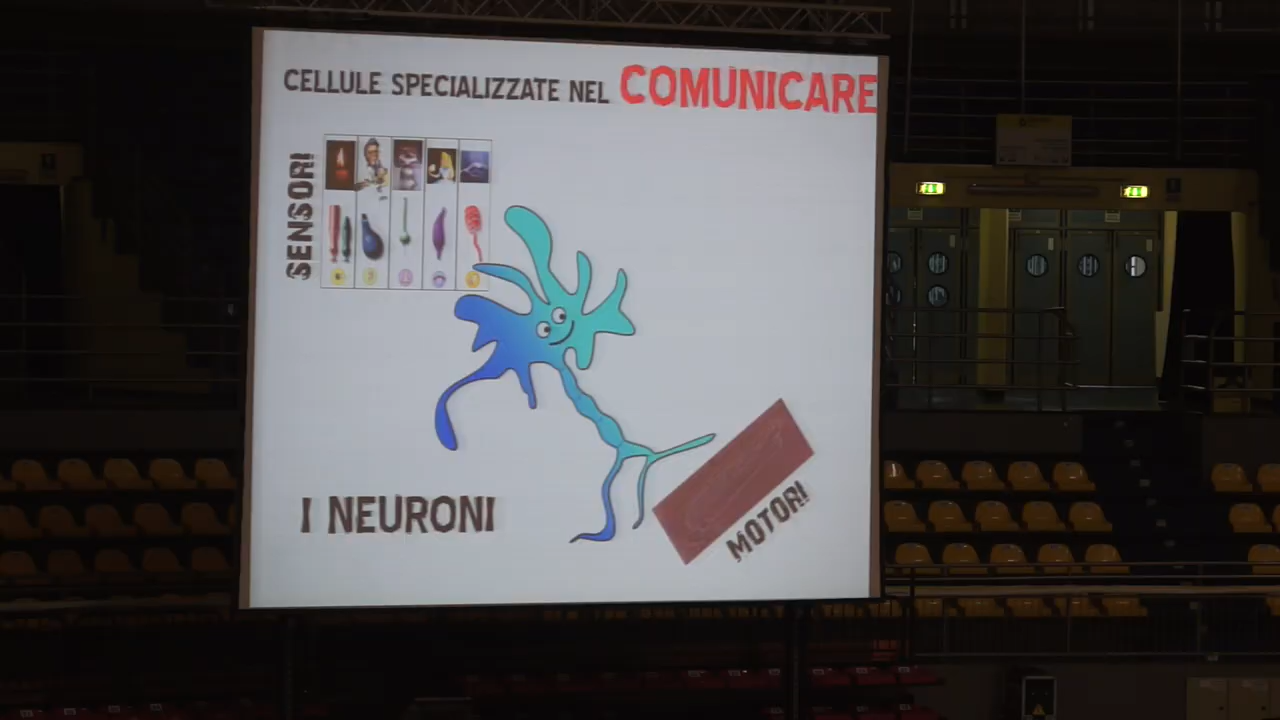 CELLULE SPECIALIZZATE NEL COMUNICARE
SENSORI
I NEURONI
MOTORI